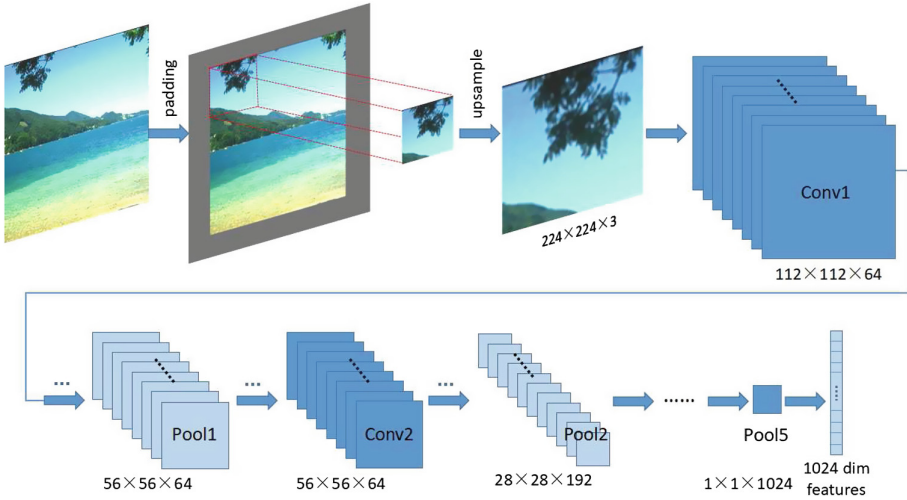 padding
upsample
224×224×3
Conv1
112×112×64
...
...
...
......
Pool1
Conv2
Pool2
Pool5
56×56×64
56×56×64
28×28×192
1×1×1024
1024 dim
features